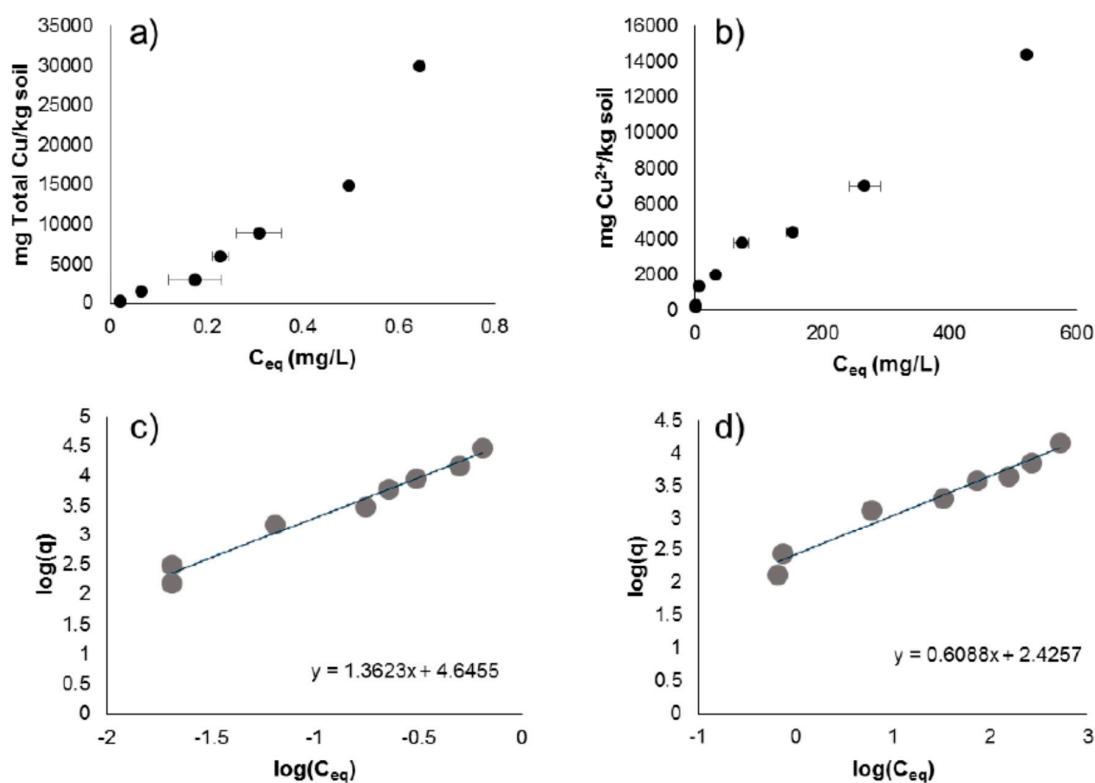 a)
mg Total Cu/kg soil
35000
30000
25000
20000
15000
10000
5000
0
0 0.2 0.4 0.6 0.8
Ceq (mg/L)
b)
mg Cu²⁺/kg soil
16000
14000
12000
10000
8000
6000
4000
2000
0
0 200 400 600
Ceq (mg/L)
c)
log(q)
5
4.5
4
3.5
3
2.5
2
1.5
1
0.5
0
y = 1.3623x + 4.6455
-2 -1.5 -1 -0.5 0
log(Ceq)
d)
log(q)
4.5
4
3.5
3
2.5
2
1.5
1
0.5
0
y = 0.6088x + 2.4257
-1 0 1 2 3
log(Ceq)